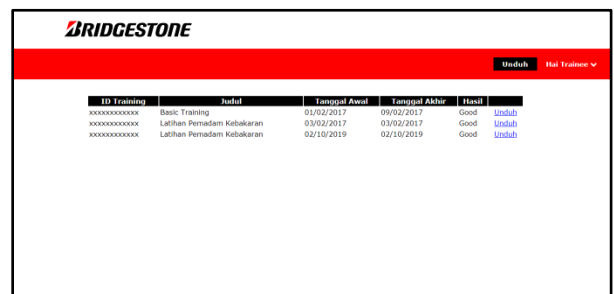 BRIDGESTONE
Unduh Hai Trainee
ID Training Judul Tanggal Awal Tanggal Akhir Hasil
xxxxxxxxxxxx Basic Training 01/02/2017 09/02/2017 Good Unduh
xxxxxxxxxxxx Latihan Pemadam Kebakaran 03/02/2017 03/02/2017 Good Unduh
xxxxxxxxxxxx Latihan Pemadam Kebakaran 02/10/2019 02/10/2019 Good Unduh